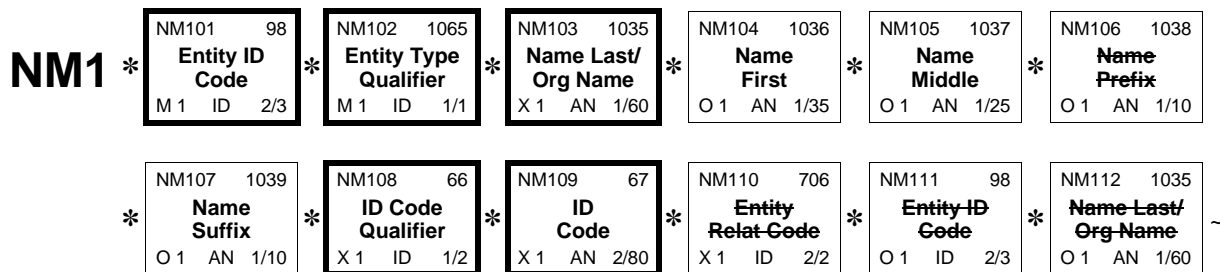 NM101 98 NM102 1065 NM103 1035 NM104 1036 NM105 1037 NM106 1038
NM1 * Entity ID * Entity Type * Name Last/ * Name * Name * Name
Code Qualifier Org Name First Middle Prefix
M 1 ID 2/3 M 1 ID 1/1 X 1 AN 1/60 O 1 AN 1/35 O 1 AN 1/25 O 1 AN 1/10
NM107 1039 NM108 66 NM109 67 NM110 706 NM111 98 NM112 1035
* Name * ID Code * ID * Entity * Entity ID * Name Last/ ~
Suffix Qualifier Code Relat Code Code Org Name
O 1 AN 1/10 X 1 ID 1/2 X 1 AN 2/80 X 1 ID 2/2 O 1 ID 2/3 O 1 AN 1/60